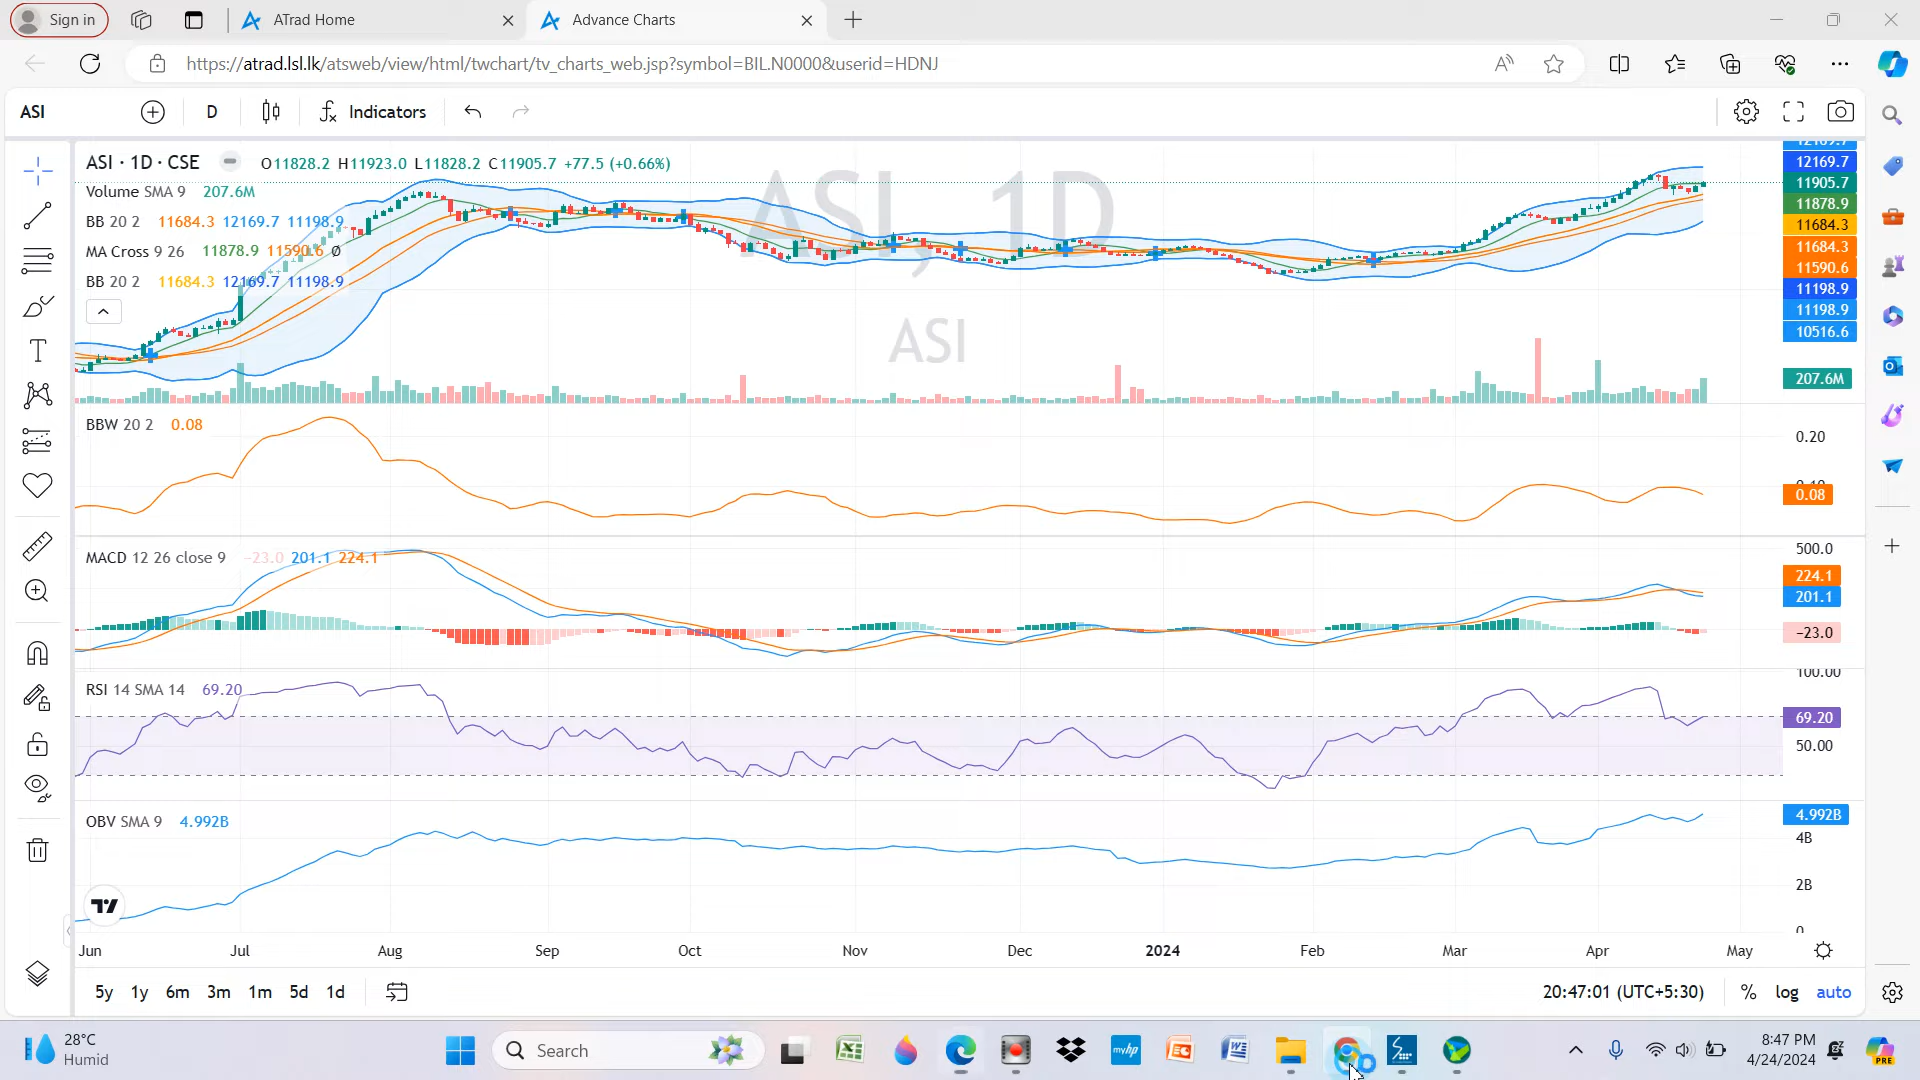 Sign in
ATrad Home
Advance Charts
https://atrad.lsl.lk/atsweb/view/html/twchart/tv_charts_web.jsp?symbol=BIL.N0000&userid=HDNJ
ASI D Indicators
ASI · 1D · CSE O11828.2 H11923.0 L11828.2 C11905.7 +77.5 (+0.66%)
Volume SMA 9 207.6M
BB 20 2 11684.3 12169.7 11198.9
MA Cross 9 26 11878.9 11590.6 Ø
BB 20 2 11684.3 12169.7 11198.9
ASI, 1D
ASI
12169.7
12169.7
11905.7
11878.9
11684.3
11684.3
11590.6
11198.9
11198.9
10516.6
207.6M
BBW 20 2 0.08
0.20
0.10
0.08
MACD 12 26 close 9 −23.0 201.1 224.1
500.0
224.1
201.1
−23.0
RSI 14 SMA 14 69.20
100.00
69.20
50.00
OBV SMA 9 4.992B
4.992B
4B
2B
0
Jun Jul Aug Sep Oct Nov Dec 2024 Feb Mar Apr May
5y 1y 6m 3m 1m 5d 1d
20:47:01 (UTC+5:30) % log auto
28°C
Humid
Search
myhp
8:47 PM
4/24/2024
PRE